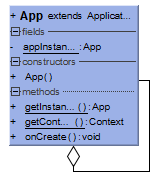 + App extends Applicat...
fields
- appInstan... : App
constructors
+ App()
methods
+ getInstan... () : App
+ getCont... () : Context
+ onCreate() : void